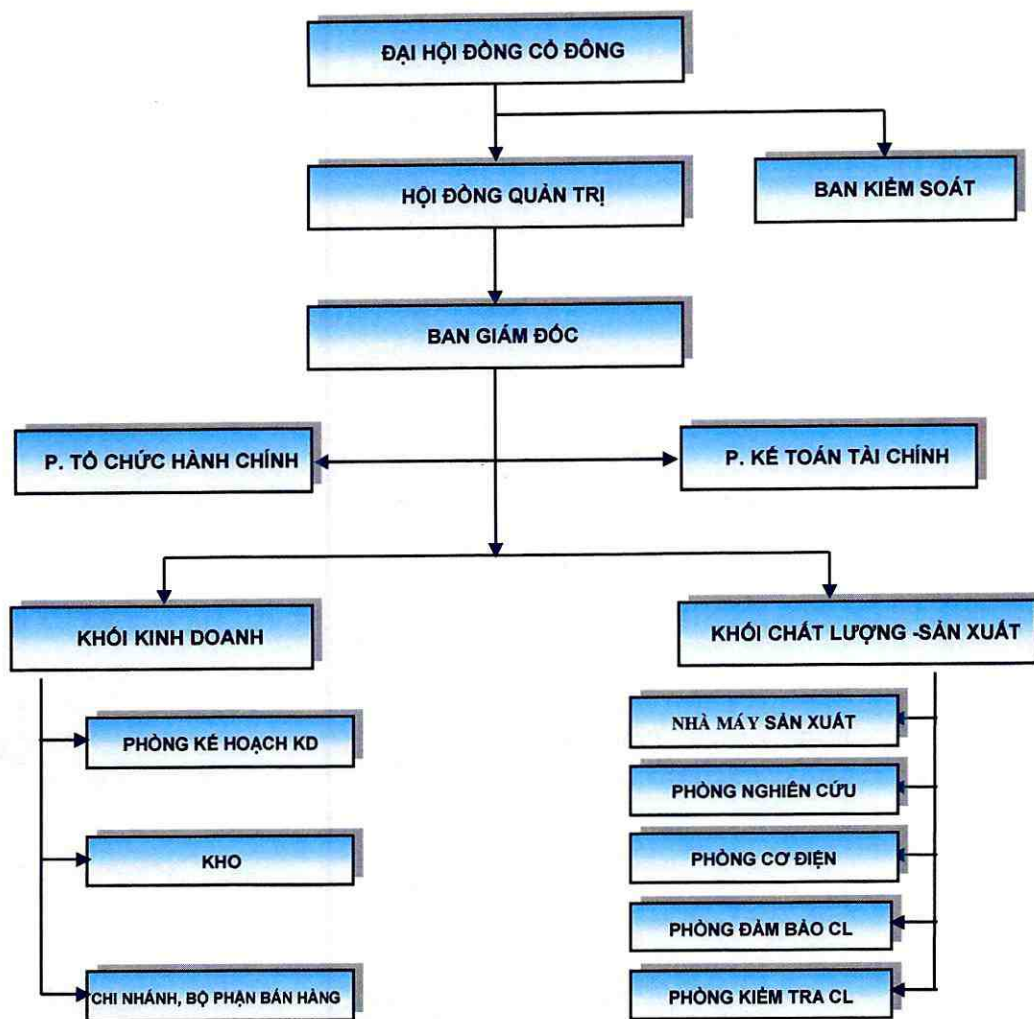 ĐẠI HỘI ĐỒNG CỔ ĐÔNG
HỘI ĐỒNG QUẢN TRỊ
BAN KIỂM SOÁT
BAN GIÁM ĐỐC
P. TỔ CHỨC HÀNH CHÍNH
P. KẾ TOÁN TÀI CHÍNH
KHỐI KINH DOANH
KHỐI CHẤT LƯỢNG -SẢN XUẤT
PHÒNG KẾ HOẠCH KD
KHO
CHI NHÁNH, BỘ PHẬN BÁN HÀNG
NHÀ MÁY SẢN XUẤT
PHÒNG NGHIÊN CỨU
PHÒNG CƠ ĐIỆN
PHÒNG ĐẢM BẢO CL
PHÒNG KIỂM TRA CL